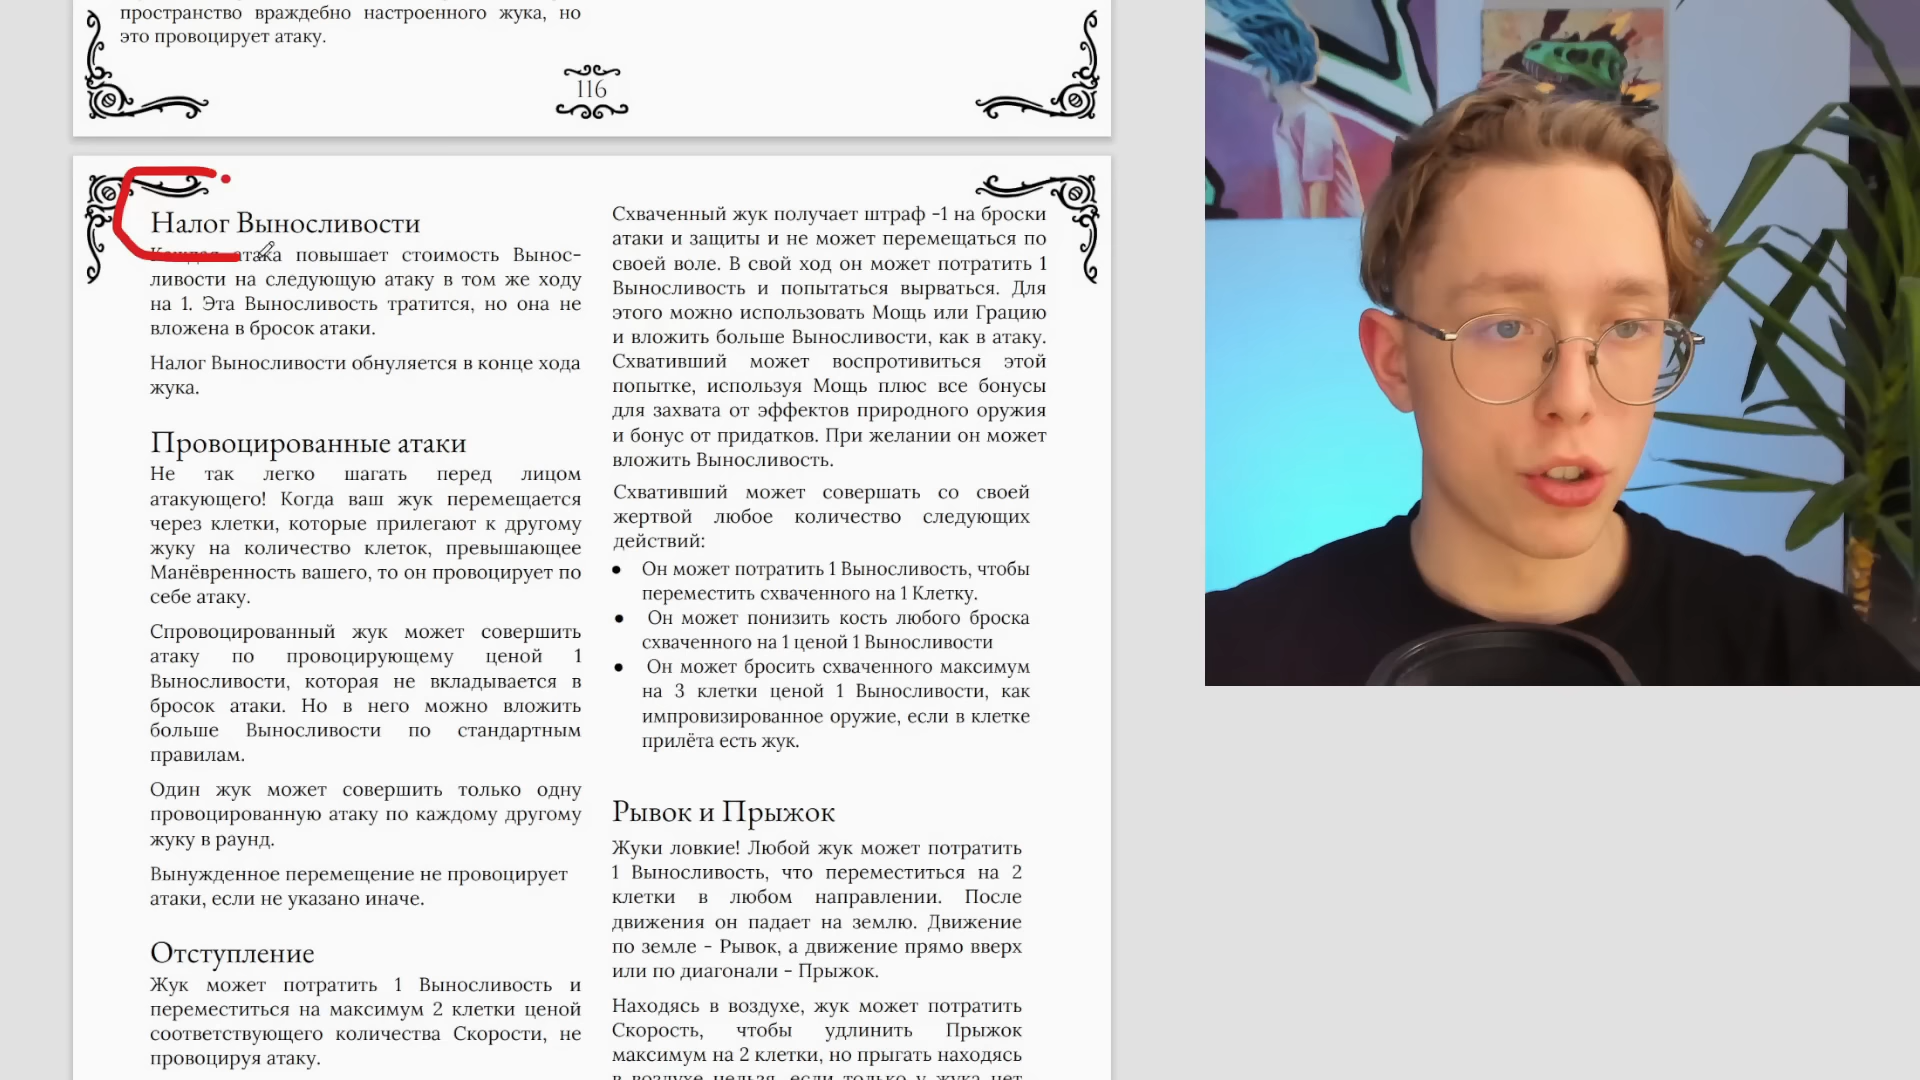 пространство враждебно настроенного жука, но
это провоцирует атаку.
116
Налог Выносливости
Каждая атака повышает стоимость Вынос-
ливости на следующую атаку в том же ходу
на 1. Эта Выносливость тратится, но она не
вложена в бросок атаки.
Налог Выносливости обнуляется в конце хода
жука.
Провоцированные атаки
Не так легко шагать перед лицом
атакующего! Когда ваш жук перемещается
через клетки, которые прилегают к другому
жуку на количество клеток, превышающее
Манёвренность вашего, то он провоцирует по
себе атаку.
Спровоцированный жук может совершить
атаку по провоцирующему ценой 1
Выносливости, которая не вкладывается в
бросок атаки. Но в него можно вложить
больше Выносливости по стандартным
правилам.
Один жук может совершить только одну
провоцированную атаку по каждому другому
жуку в раунд.
Вынужденное перемещение не провоцирует
атаки, если не указано иначе.
Отступление
Жук может потратить 1 Выносливость и
переместиться на максимум 2 клетки ценой
соответствующего количества Скорости, не
провоцируя атаку.
Схваченный жук получает штраф -1 на броски
атаки и защиты и не может перемещаться по
своей воле. В свой ход он может потратить 1
Выносливость и попытаться вырваться. Для
этого можно использовать Мощь или Грацию
и вложить больше Выносливости, как в атаку.
Схвативший может воспротивиться этой
попытке, используя Мощь плюс все бонусы
для захвата от эффектов природного оружия
и бонус от придатков. При желании он может
вложить Выносливость.
Схвативший может совершать со своей
жертвой любое количество следующих
действий:
● Он может потратить 1 Выносливость, чтобы
переместить схваченного на 1 Клетку.
● Он может понизить кость любого броска
схваченного на 1 ценой 1 Выносливости
● Он может бросить схваченного максимум
на 3 клетки ценой 1 Выносливости, как
импровизированное оружие, если в клетке
прилёта есть жук.
Рывок и Прыжок
Жуки ловкие! Любой жук может потратить
1 Выносливость, что переместиться на 2
клетки в любом направлении. После
движения он падает на землю. Движение
по земле - Рывок, а движение прямо вверх
или по диагонали - Прыжок.
Находясь в воздухе, жук может потратить
Скорость, чтобы удлинить Прыжок
максимум на 2 клетки, но прыгать находясь
в воздухе нельзя, если только у жука нет